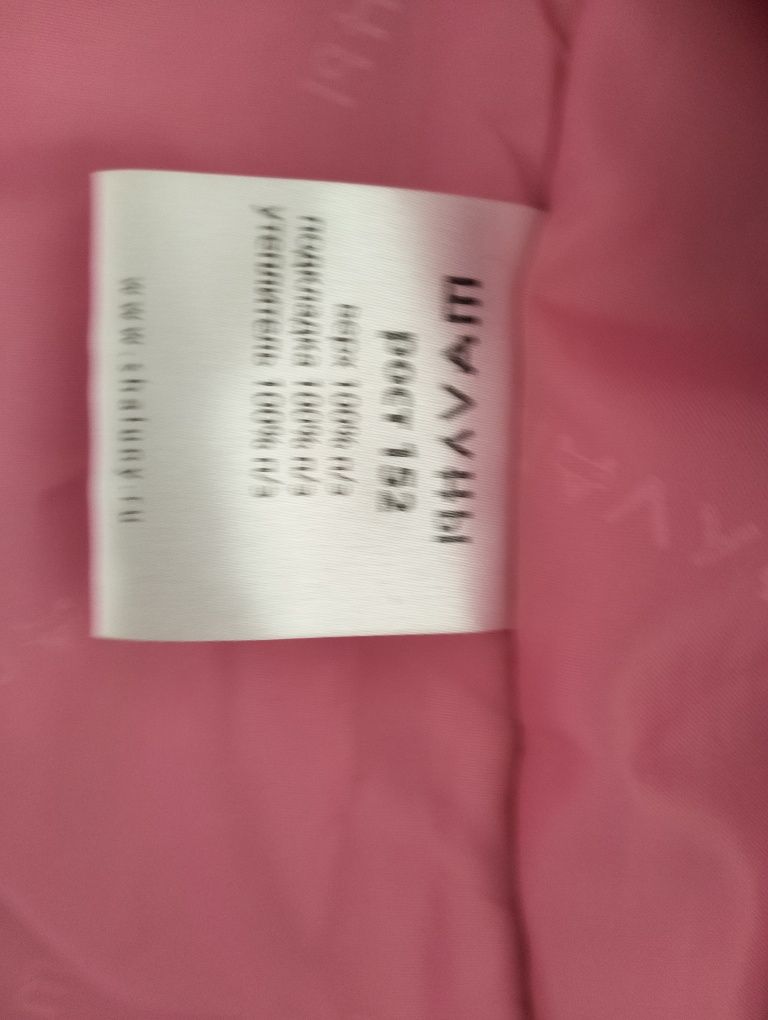 ШАЛУНЫ
рост 152
верх 100% п/э
подкладка 100% п/э
утеплитель 100% п/э
www.shaluny.ru